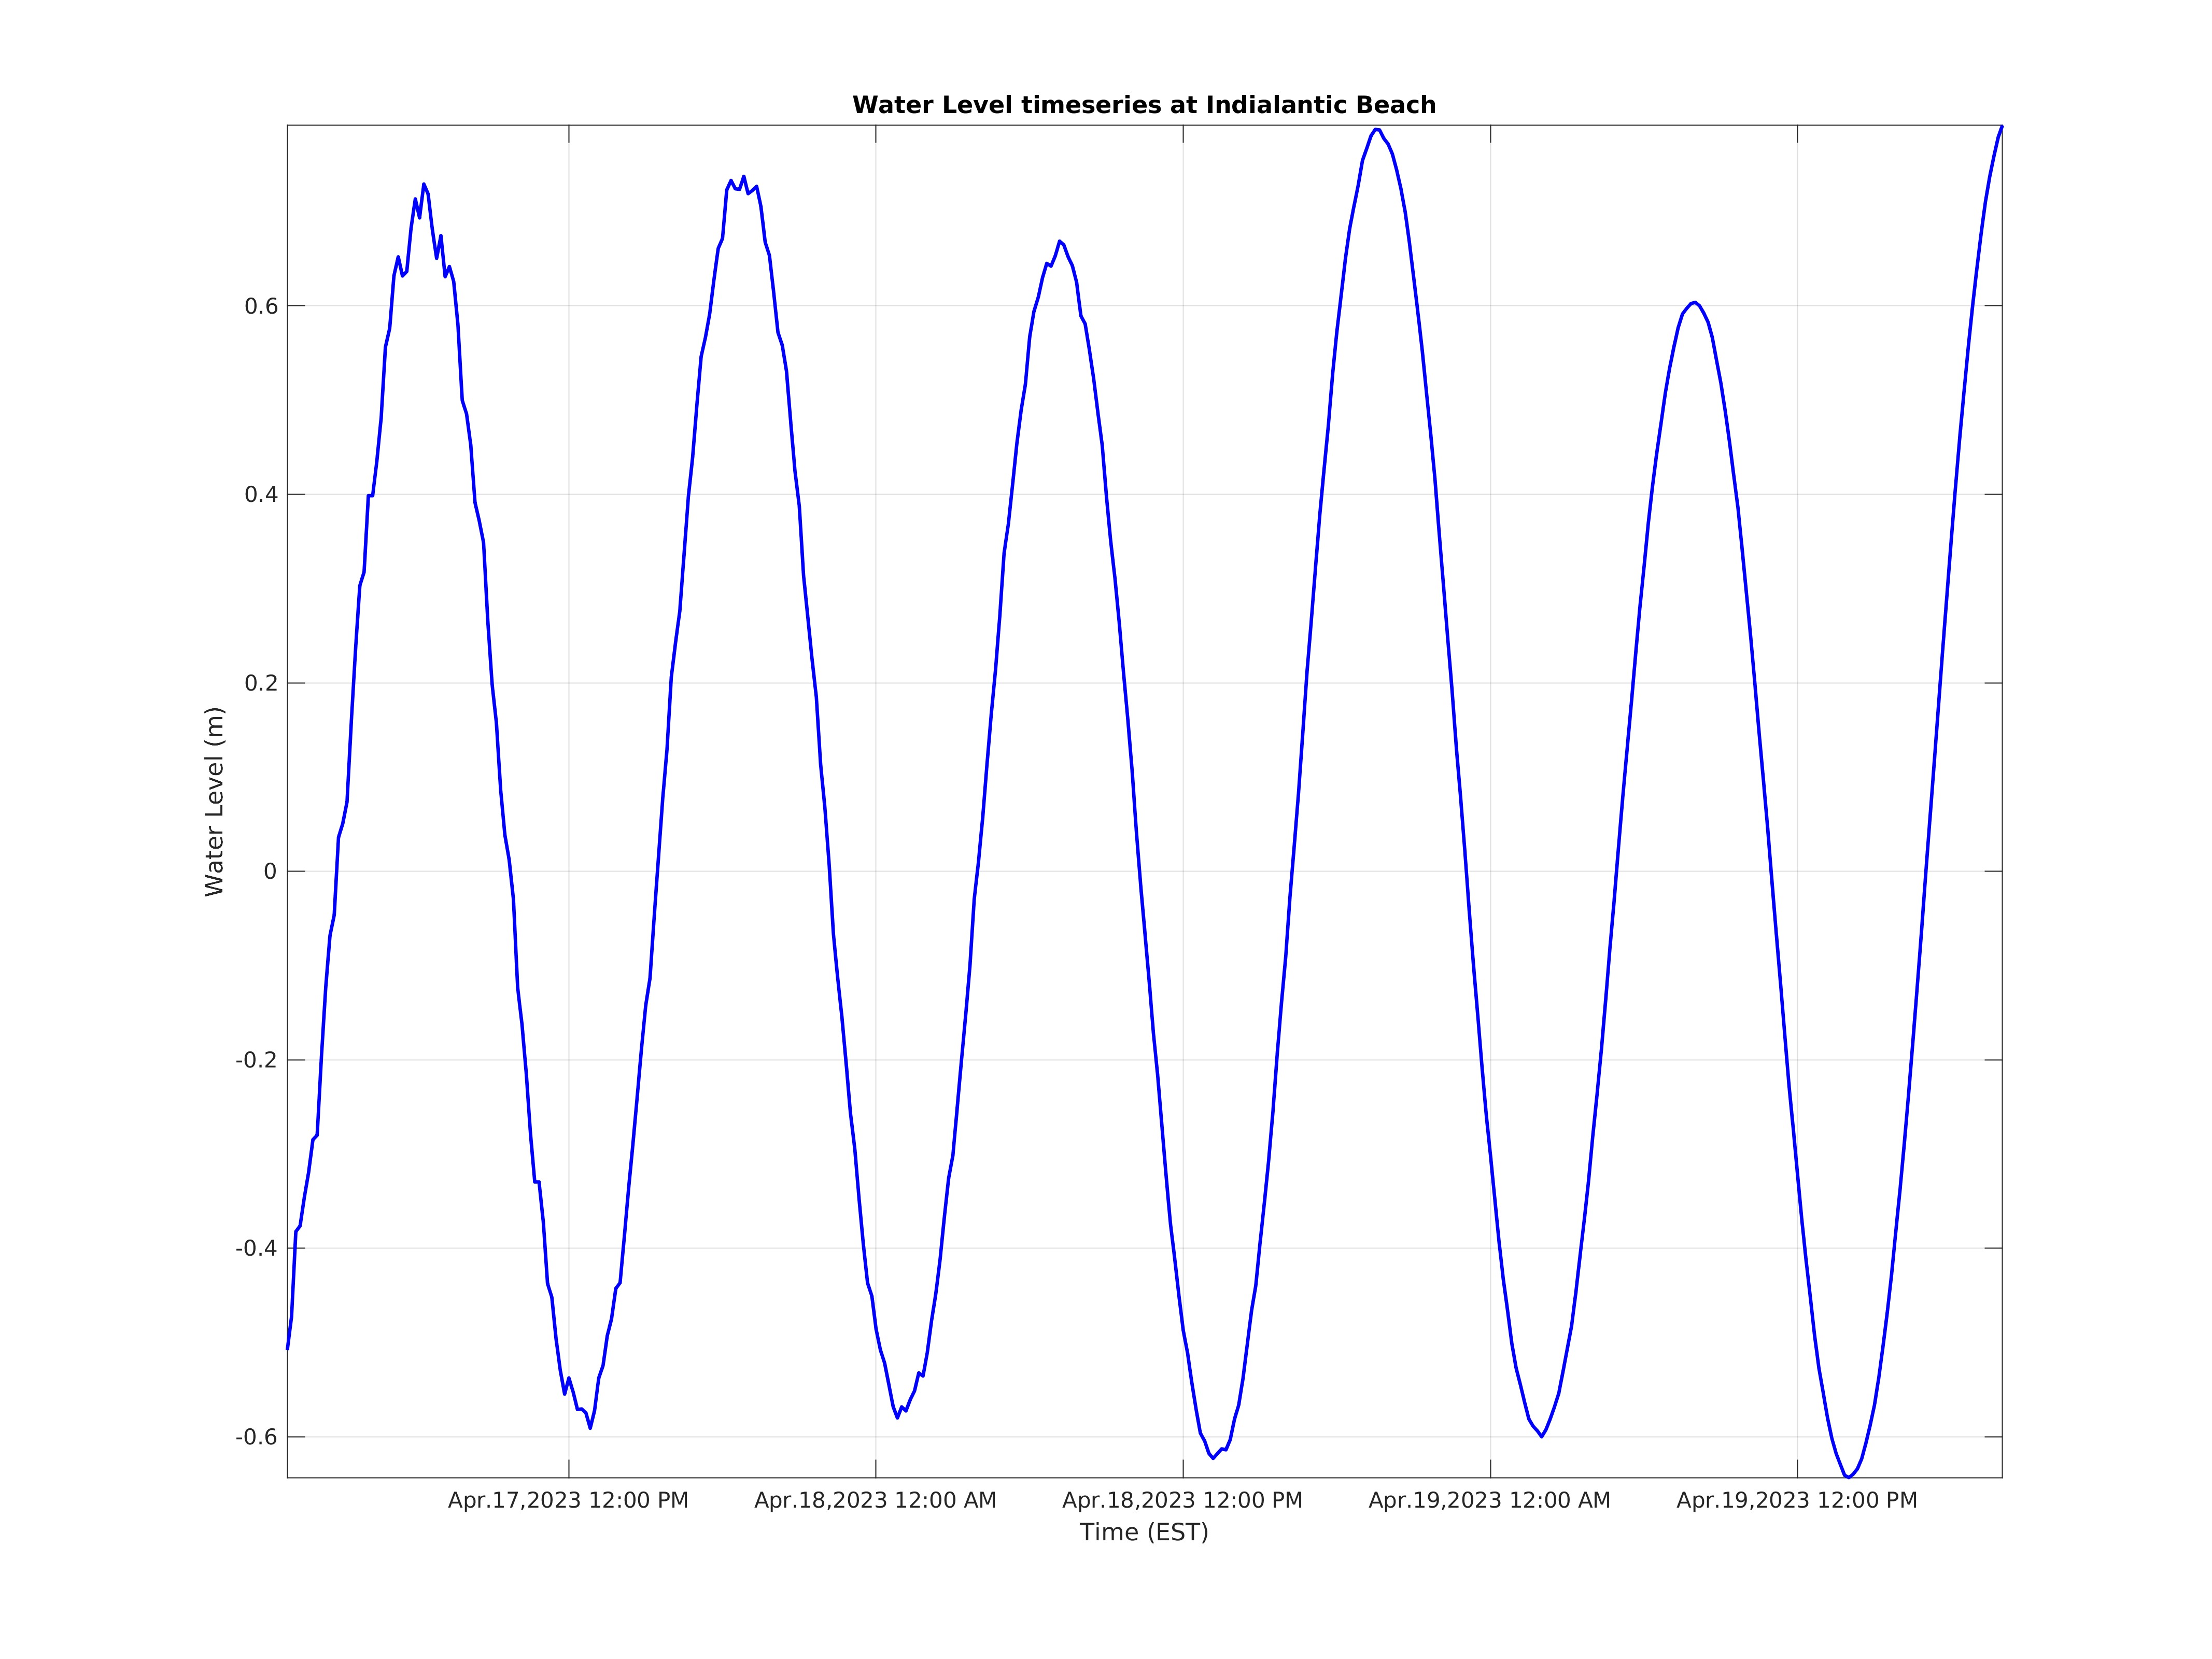 Water Level timeseries at Indialantic Beach
0.6
0.4
0.2
0
-0.2
-0.4
-0.6
Water Level (m)
Apr.17,2023 12:00 PM
Apr.18,2023 12:00 AM
Apr.18,2023 12:00 PM
Apr.19,2023 12:00 AM
Apr.19,2023 12:00 PM
Time (EST)